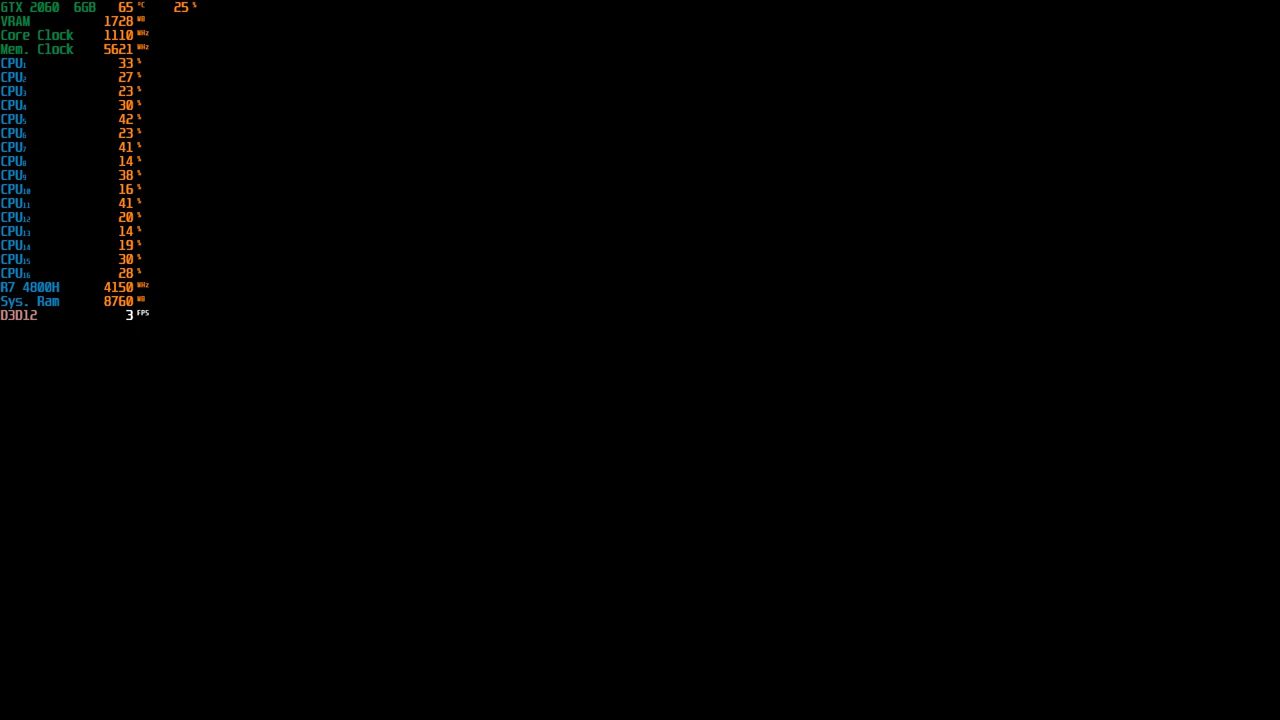 GTX 2060 6GB 65 °C 25 %
VRAM 1728 MB
Core Clock 1110 MHz
Mem. Clock 5621 MHz
CPU1 33 %
CPU2 27 %
CPU3 23 %
CPU4 30 %
CPU5 42 %
CPU6 23 %
CPU7 41 %
CPU8 14 %
CPU9 38 %
CPU10 16 %
CPU11 41 %
CPU12 20 %
CPU13 14 %
CPU14 19 %
CPU15 30 %
CPU16 28 %
R7 4800H 4150 MHz
Sys. Ram 8760 MB
D3D12 3 FPS